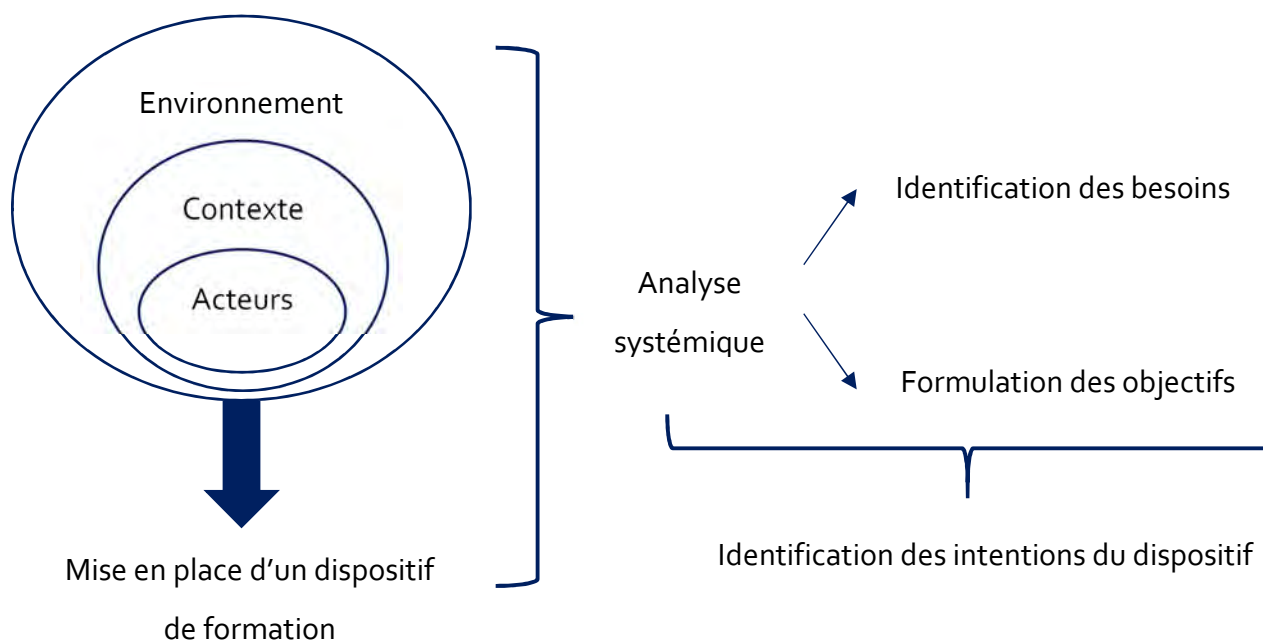 Environnement
Contexte
Acteurs
Mise en place d’un dispositif
de formation
Analyse
systémique
Identification des besoins
Formulation des objectifs
Identification des intentions du dispositif